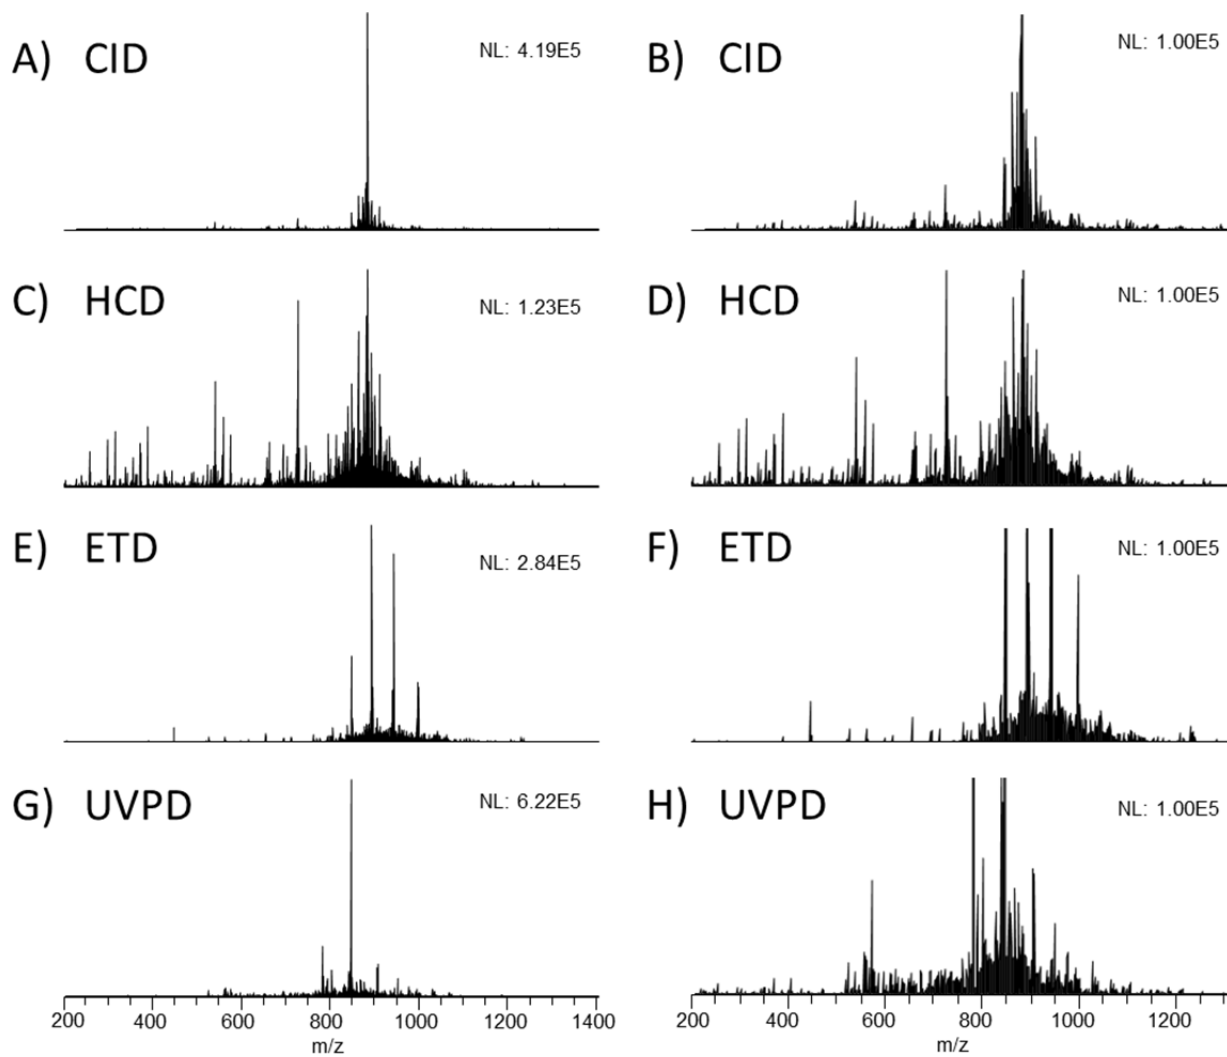 A) CID NL: 4.19E5
B) CID NL: 1.00E5
C) HCD NL: 1.23E5
D) HCD NL: 1.00E5
E) ETD NL: 2.84E5
F) ETD NL: 1.00E5
G) UVPD NL: 6.22E5
H) UVPD NL: 1.00E5
200 400 600 800 1000 1200 1400
m/z
200 400 600 800 1000 1200
m/z